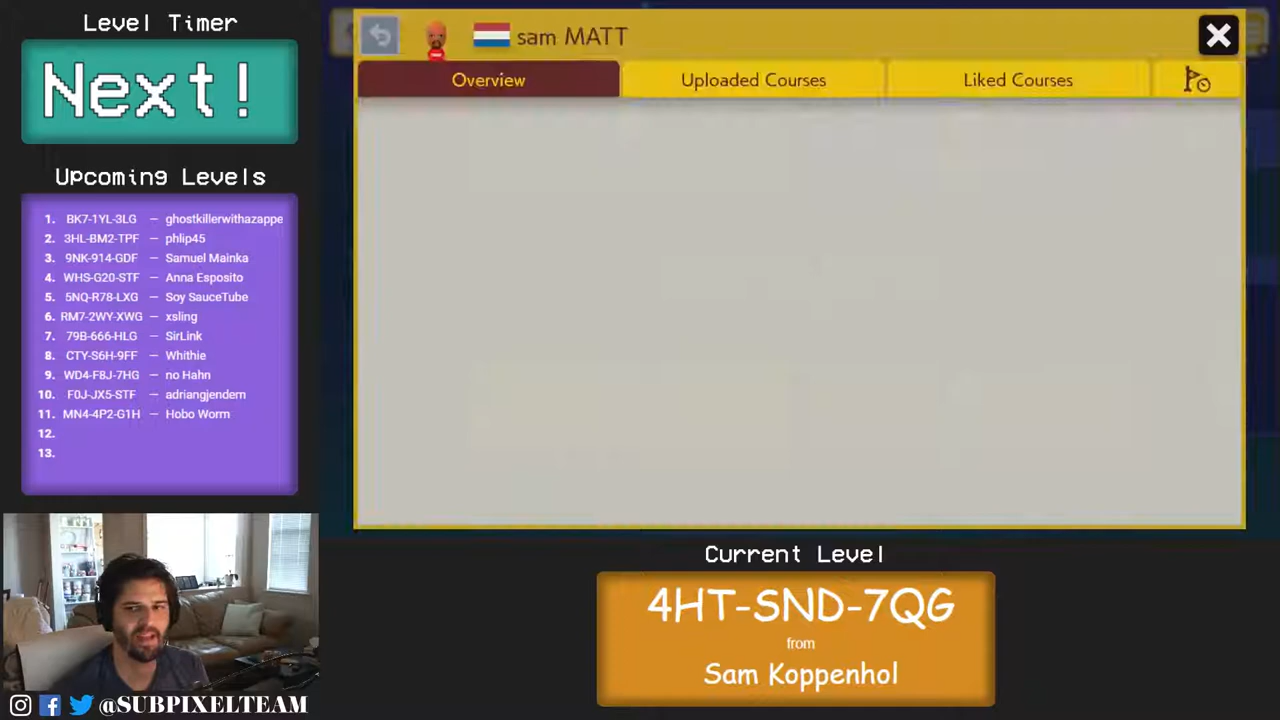 Level Timer
Next!
Upcoming Levels
1. BK7-1YL-3LG — ghostkillerwithazappe
2. 3HL-BM2-TPF — phlip45
3. 9NK-914-GDF — Samuel Mainka
4. WHS-G20-STF — Anna Esposito
5. 5NQ-R78-LXG — Soy SauceTube
6. RM7-2WY-XWG — xsling
7. 79B-666-HLG — SirLink
8. CTY-S6H-9FF — Whithie
9. WD4-F8J-7HG — no Hahn
10. F0J-JX5-STF — adriangjendem
11. MN4-4P2-G1H — Hobo Worm
12.
13.
sam MATT
Overview
Uploaded Courses
Liked Courses
Current Level
4HT-SND-7QG
from
Sam Koppenhol
@SUBPIXELTEAM